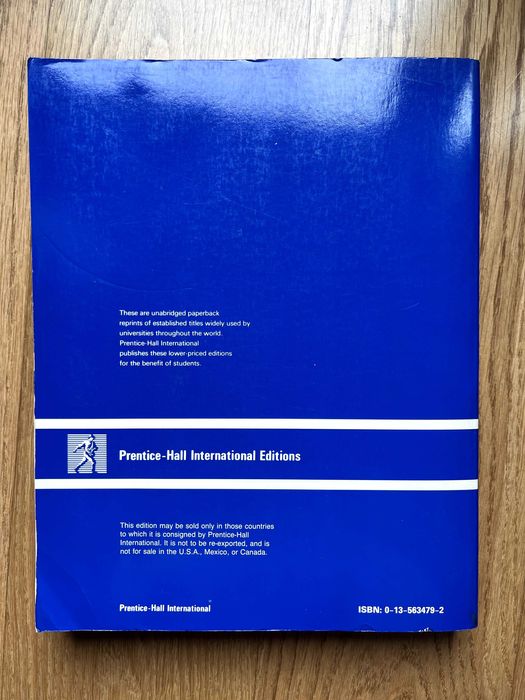 These are unabridged paperback
reprints of established titles widely used by
universities throughout the world.
Prentice-Hall International
publishes these lower-priced editions
for the benefit of students.
Prentice-Hall International Editions
This edition may be sold only in those countries
to which it is consigned by Prentice-Hall
International. It is not to be re-exported, and is
not for sale in the U.S.A., Mexico, or Canada.
Prentice-Hall International
ISBN: 0-13-563479-2